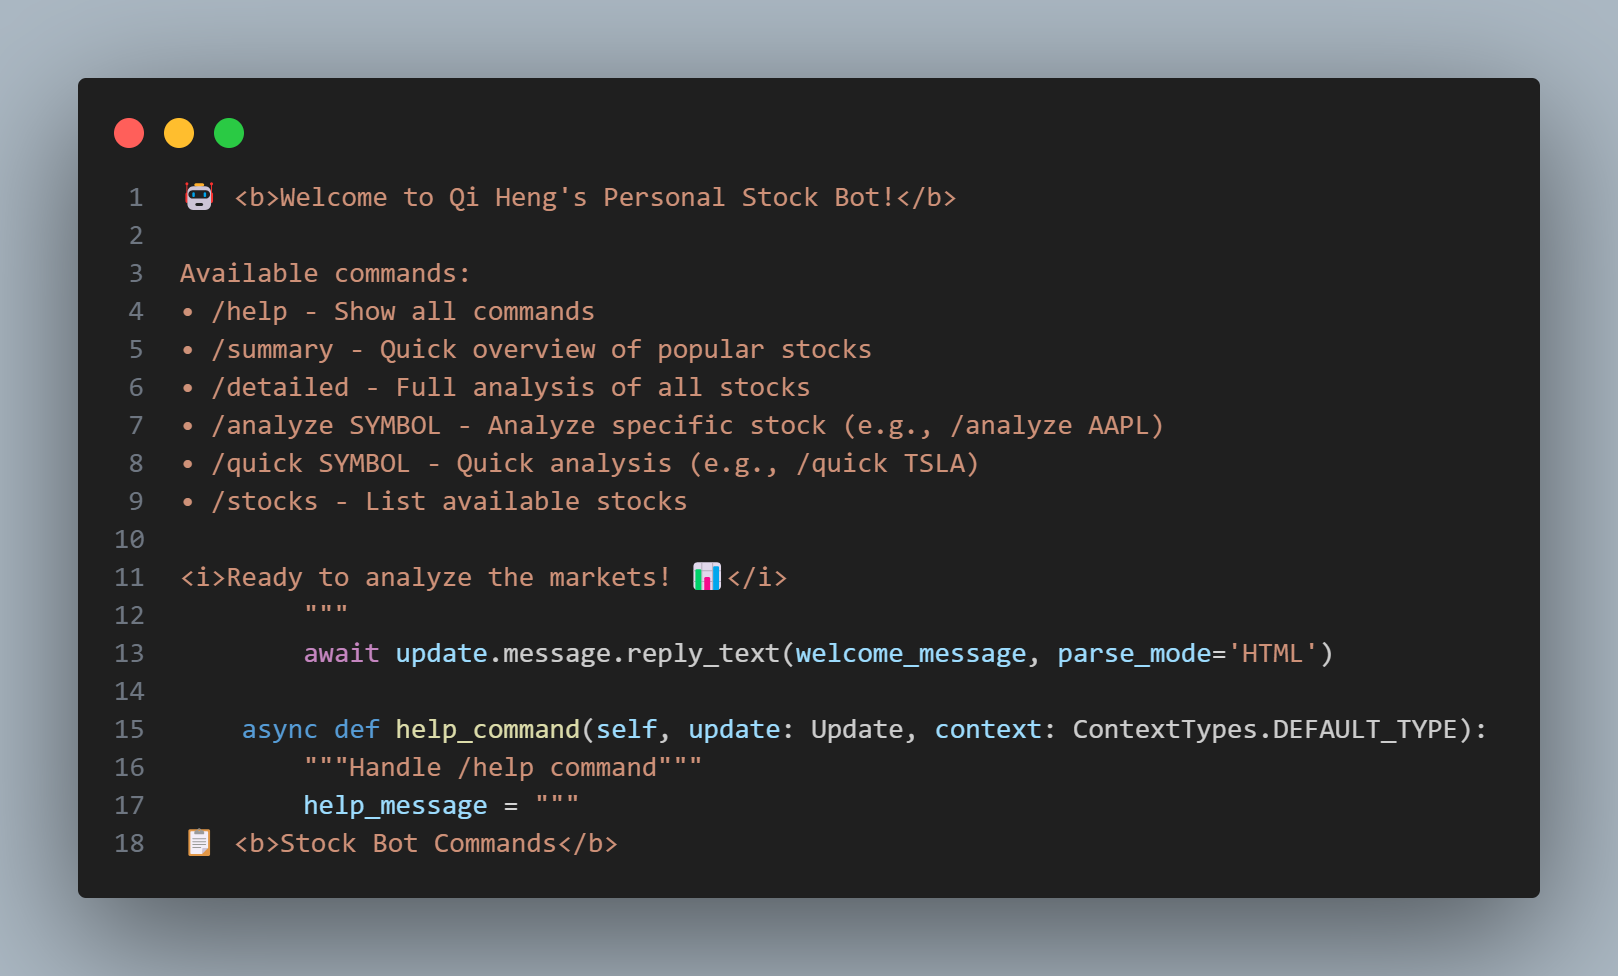 1 🤖 <b>Welcome to Qi Heng's Personal Stock Bot!</b>
2
3 Available commands:
4 • /help - Show all commands
5 • /summary - Quick overview of popular stocks
6 • /detailed - Full analysis of all stocks
7 • /analyze SYMBOL - Analyze specific stock (e.g., /analyze AAPL)
8 • /quick SYMBOL - Quick analysis (e.g., /quick TSLA)
9 • /stocks - List available stocks
10
11 <i>Ready to analyze the markets! 📊</i>
12         """
13         await update.message.reply_text(welcome_message, parse_mode='HTML')
14
15     async def help_command(self, update: Update, context: ContextTypes.DEFAULT_TYPE):
16         """Handle /help command"""
17         help_message = """
18 📋 <b>Stock Bot Commands</b>